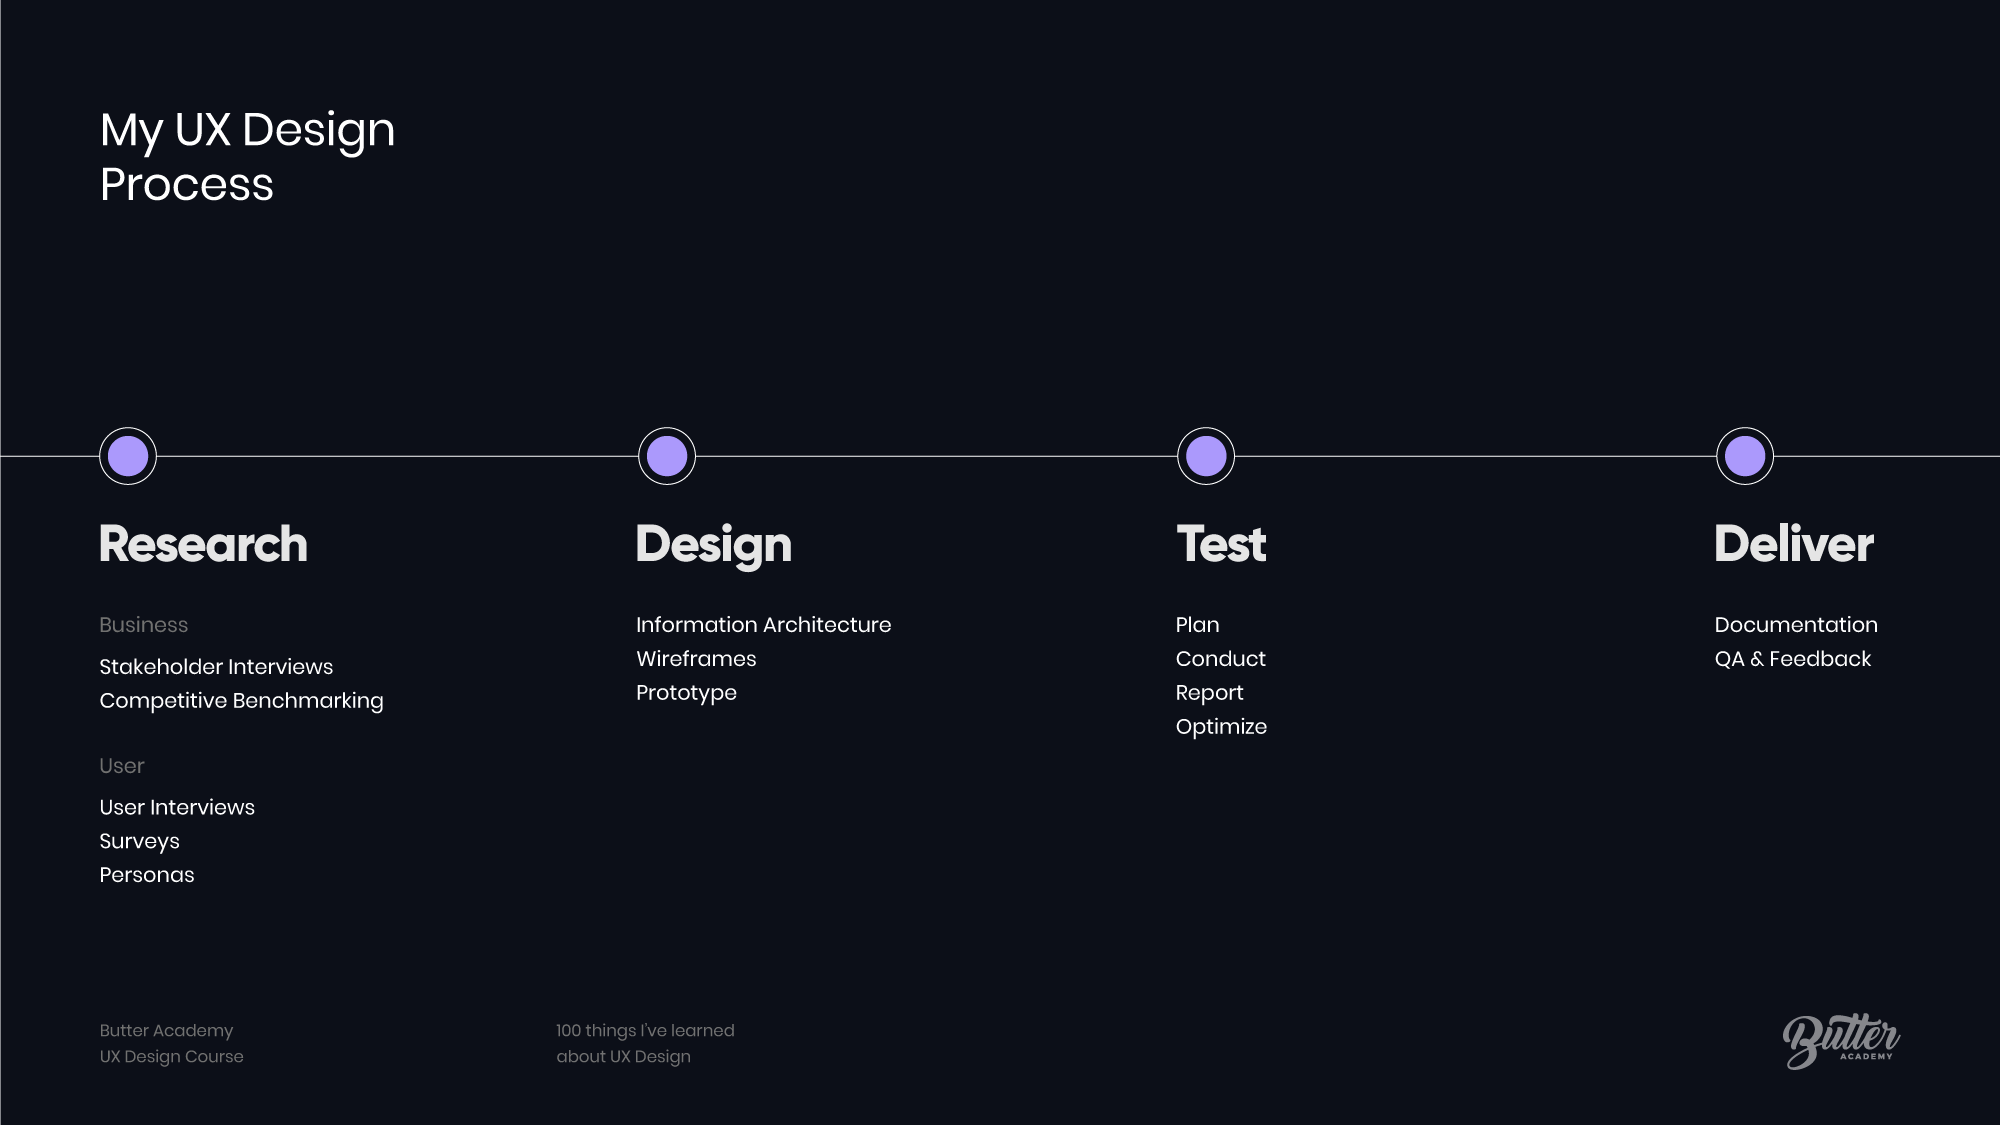 My UX Design
Process
Research
Business
Stakeholder Interviews
Competitive Benchmarking
User
User Interviews
Surveys
Personas
Design
Information Architecture
Wireframes
Prototype
Test
Plan
Conduct
Report
Optimize
Deliver
Documentation
QA & Feedback
Butter Academy
UX Design Course
100 things I've learned
about UX Design
Butter
ACADEMY